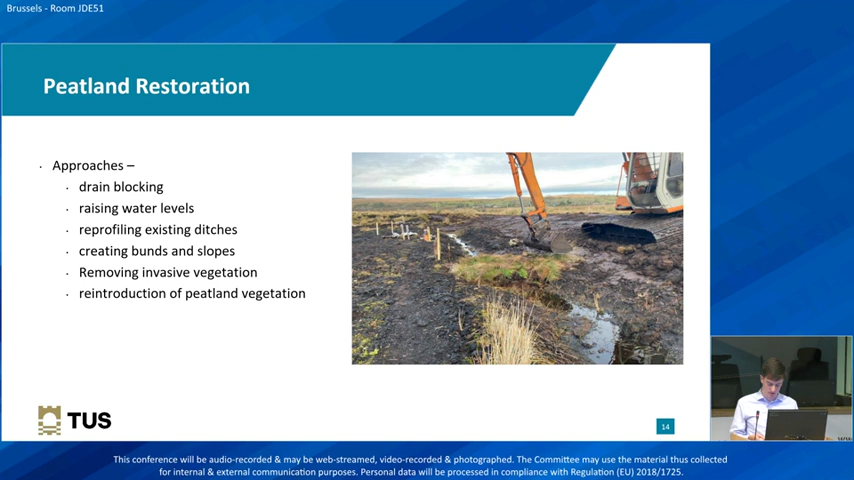 Brussels - Room JDE51
Peatland Restoration
· Approaches –
· drain blocking
· raising water levels
· reprofiling existing ditches
· creating bunds and slopes
· Removing invasive vegetation
· reintroduction of peatland vegetation
TUS
14
This conference will be audio-recorded & may be web-streamed, video-recorded & photographed. The Committee may use the material thus collected
for internal & external communication purposes. Personal data will be processed in compliance with Regulation (EU) 2018/1725.